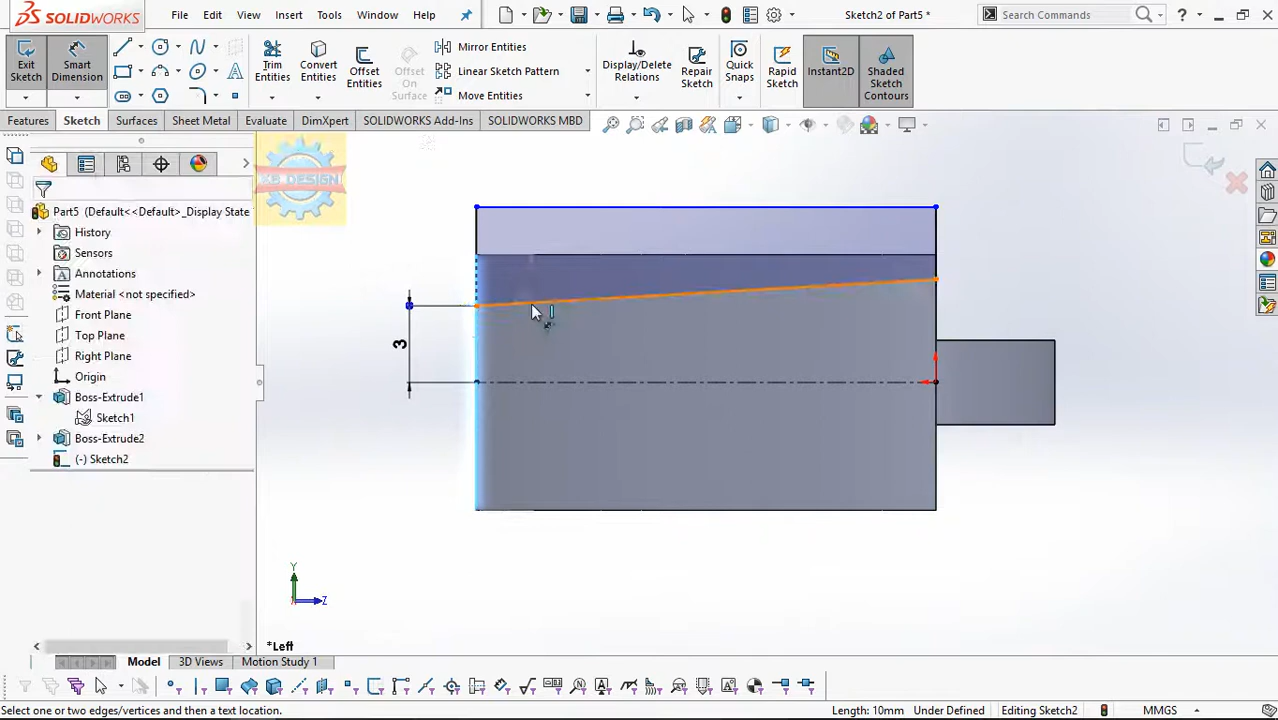 SOLIDWORKS
File Edit View Insert Tools Window Help
Sketch2 of Part5 *
Search Commands
?
Exit Sketch
Smart Dimension
Trim Entities
Convert Entities
Offset Entities
Offset On Surface
Mirror Entities
Linear Sketch Pattern
Move Entities
Display/Delete Relations
Repair Sketch
Quick Snaps
Rapid Sketch
Instant2D
Shaded Sketch Contours
Features Sketch Surfaces Sheet Metal Evaluate DimXpert SOLIDWORKS Add-Ins SOLIDWORKS MBD
KB DESIGN
Part5 (Default<<Default>_Display State
History
Sensors
Annotations
Material <not specified>
Front Plane
Top Plane
Right Plane
Origin
Boss-Extrude1
Sketch1
Boss-Extrude2
(-) Sketch2
3
Y
Z
*Left
Model 3D Views Motion Study 1
Select one or two edges/vertices and then a text location.
Length: 10mm Under Defined Editing Sketch2 MMGS